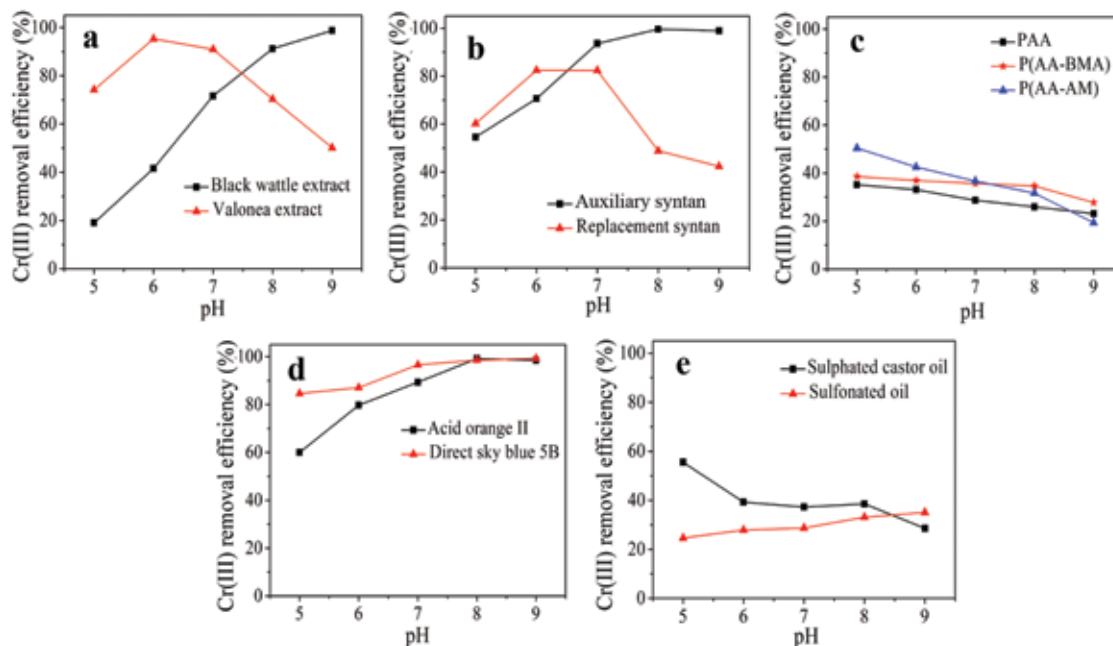 a
Cr(III) removal efficiency (%)
100
80
60
40
20
0
5 6 7 8 9
pH
Black wattle extract
Valonea extract
b
Cr(III) removal efficiency (%)
100
80
60
40
20
0
5 6 7 8 9
pH
Auxiliary syntan
Replacement syntan
c
Cr(III) removal efficiency (%)
100
80
60
40
20
0
5 6 7 8 9
pH
PAA
P(AA-BMA)
P(AA-AM)
d
Cr(III) removal efficiency (%)
100
80
60
40
20
0
5 6 7 8 9
pH
Acid orange II
Direct sky blue 5B
e
Cr(III) removal efficiency (%)
100
80
60
40
20
0
5 6 7 8 9
pH
Sulphated castor oil
Sulfonated oil